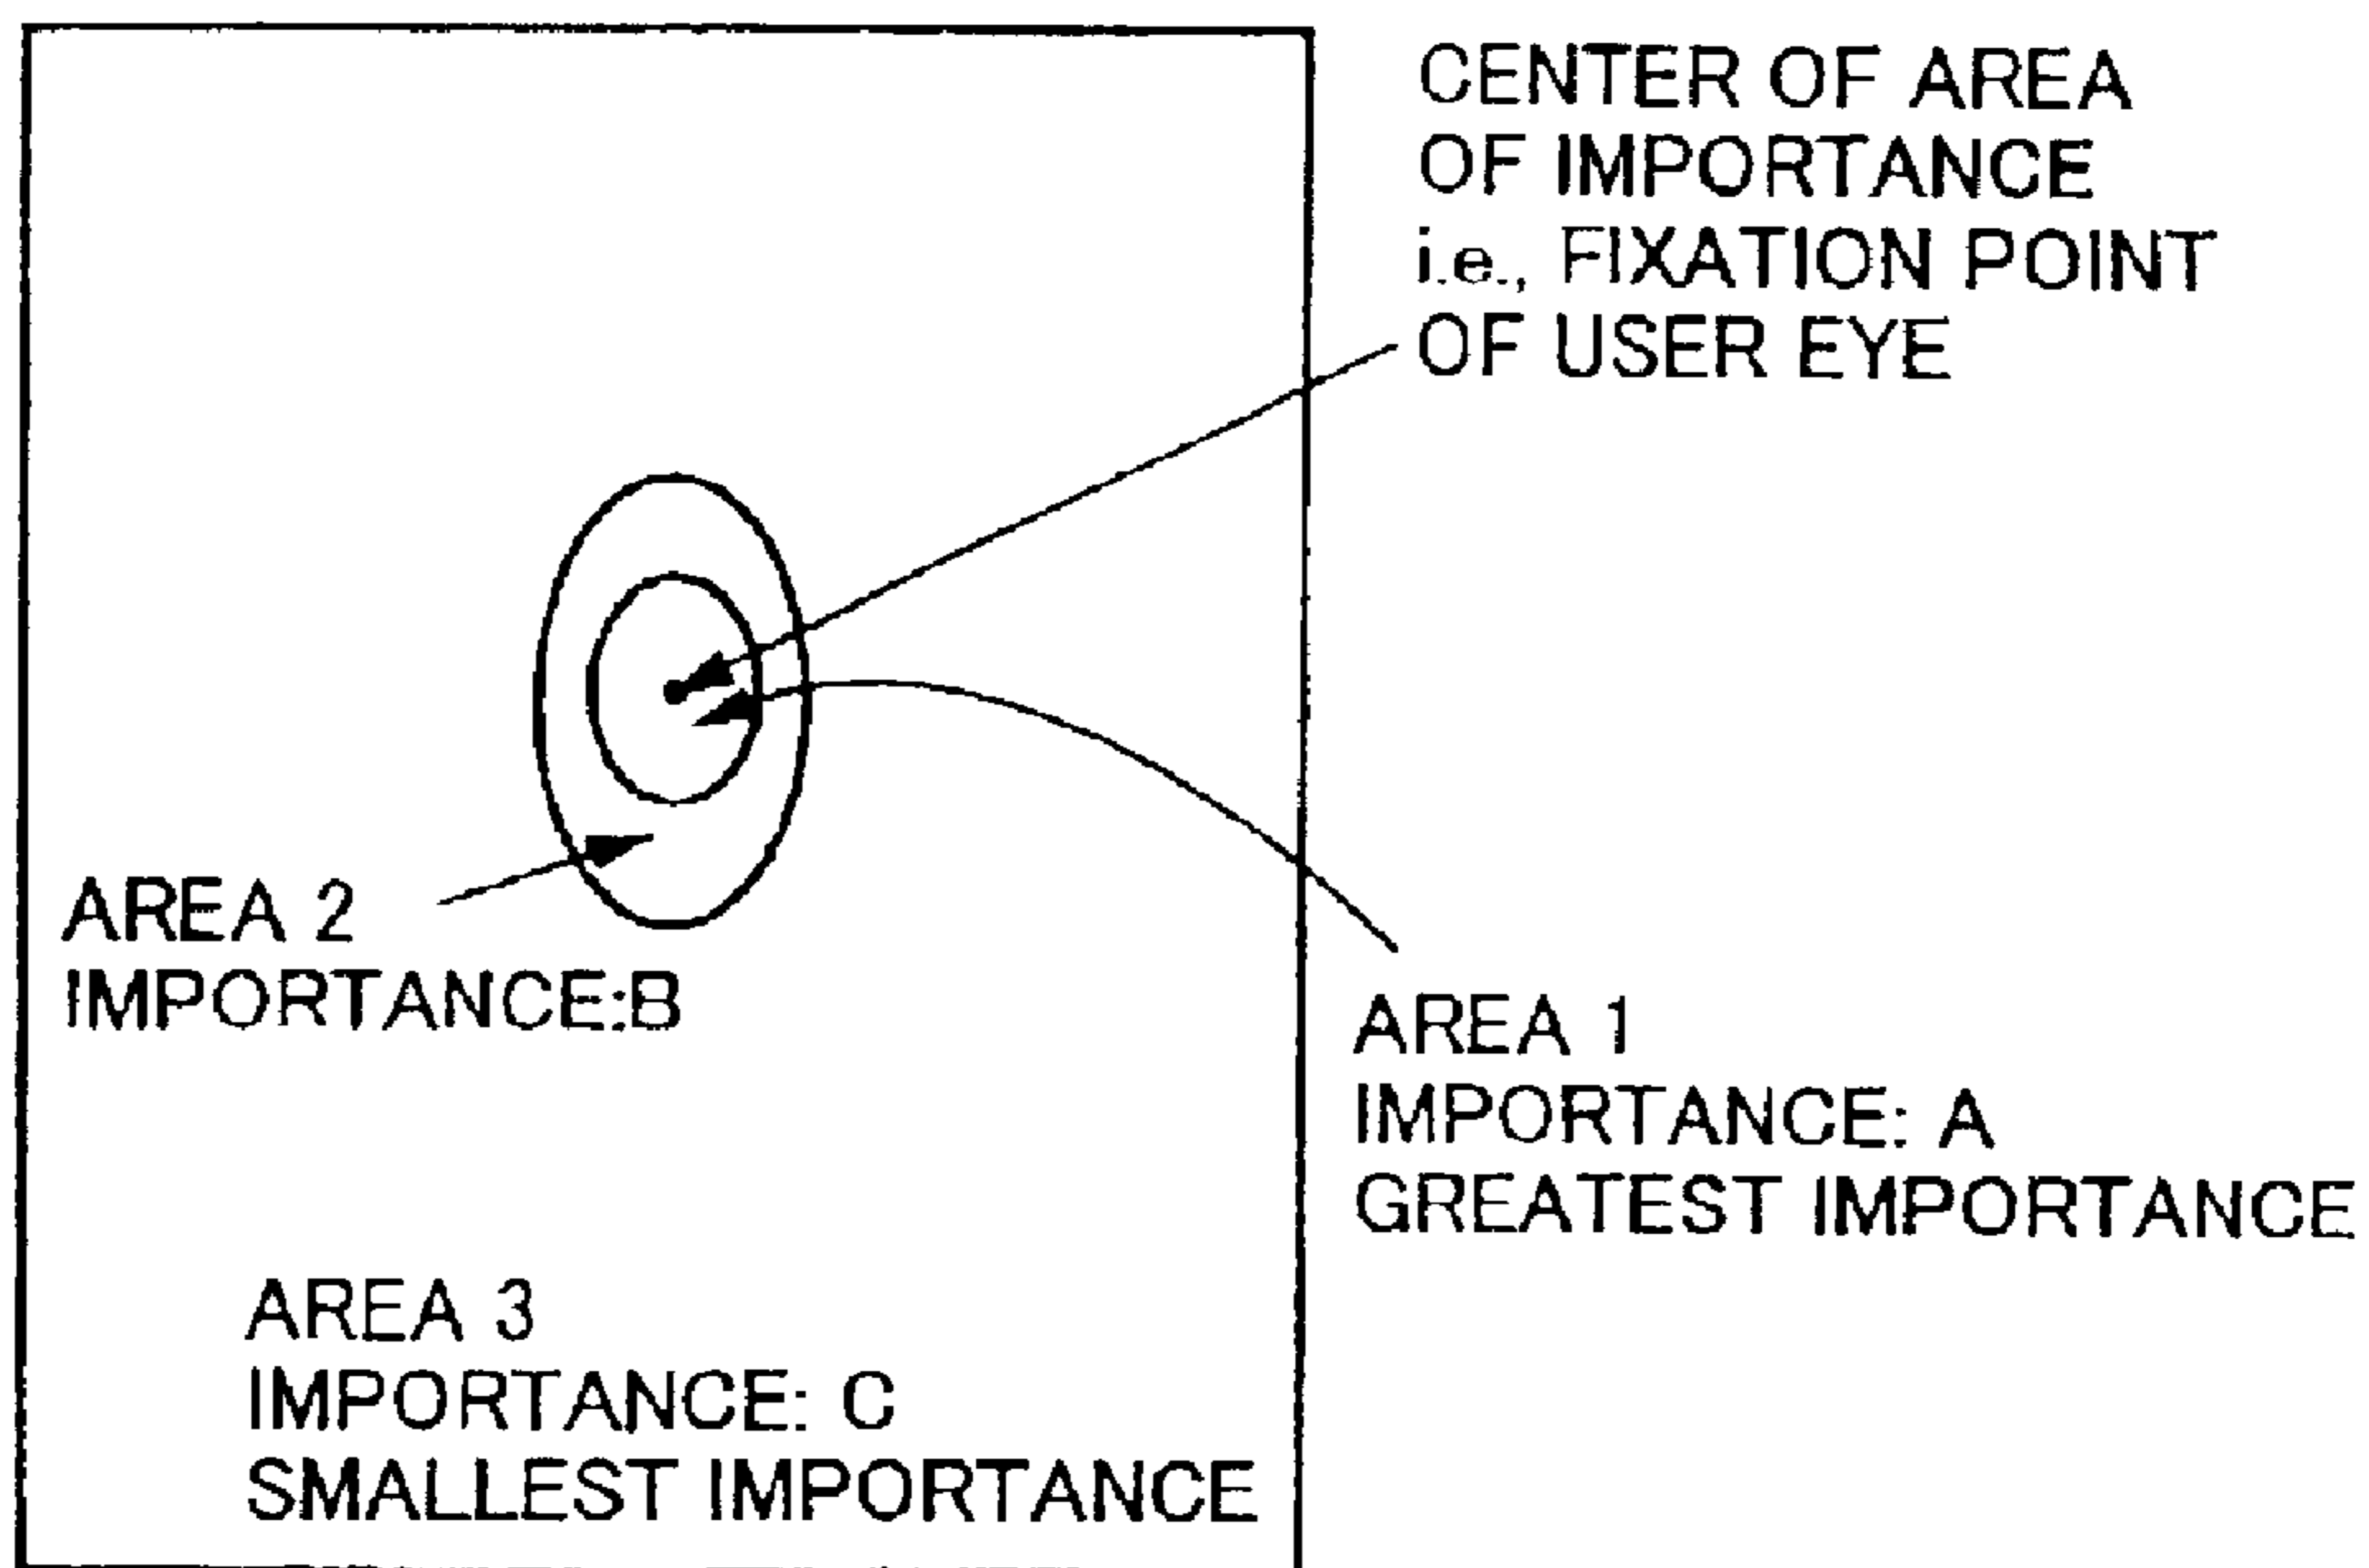 CENTER OF AREA
OF IMPORTANCE
i.e., FIXATION POINT
OF USER EYE
AREA 2
IMPORTANCE:B
AREA 1
IMPORTANCE: A
GREATEST IMPORTANCE
AREA 3
IMPORTANCE: C
SMALLEST IMPORTANCE